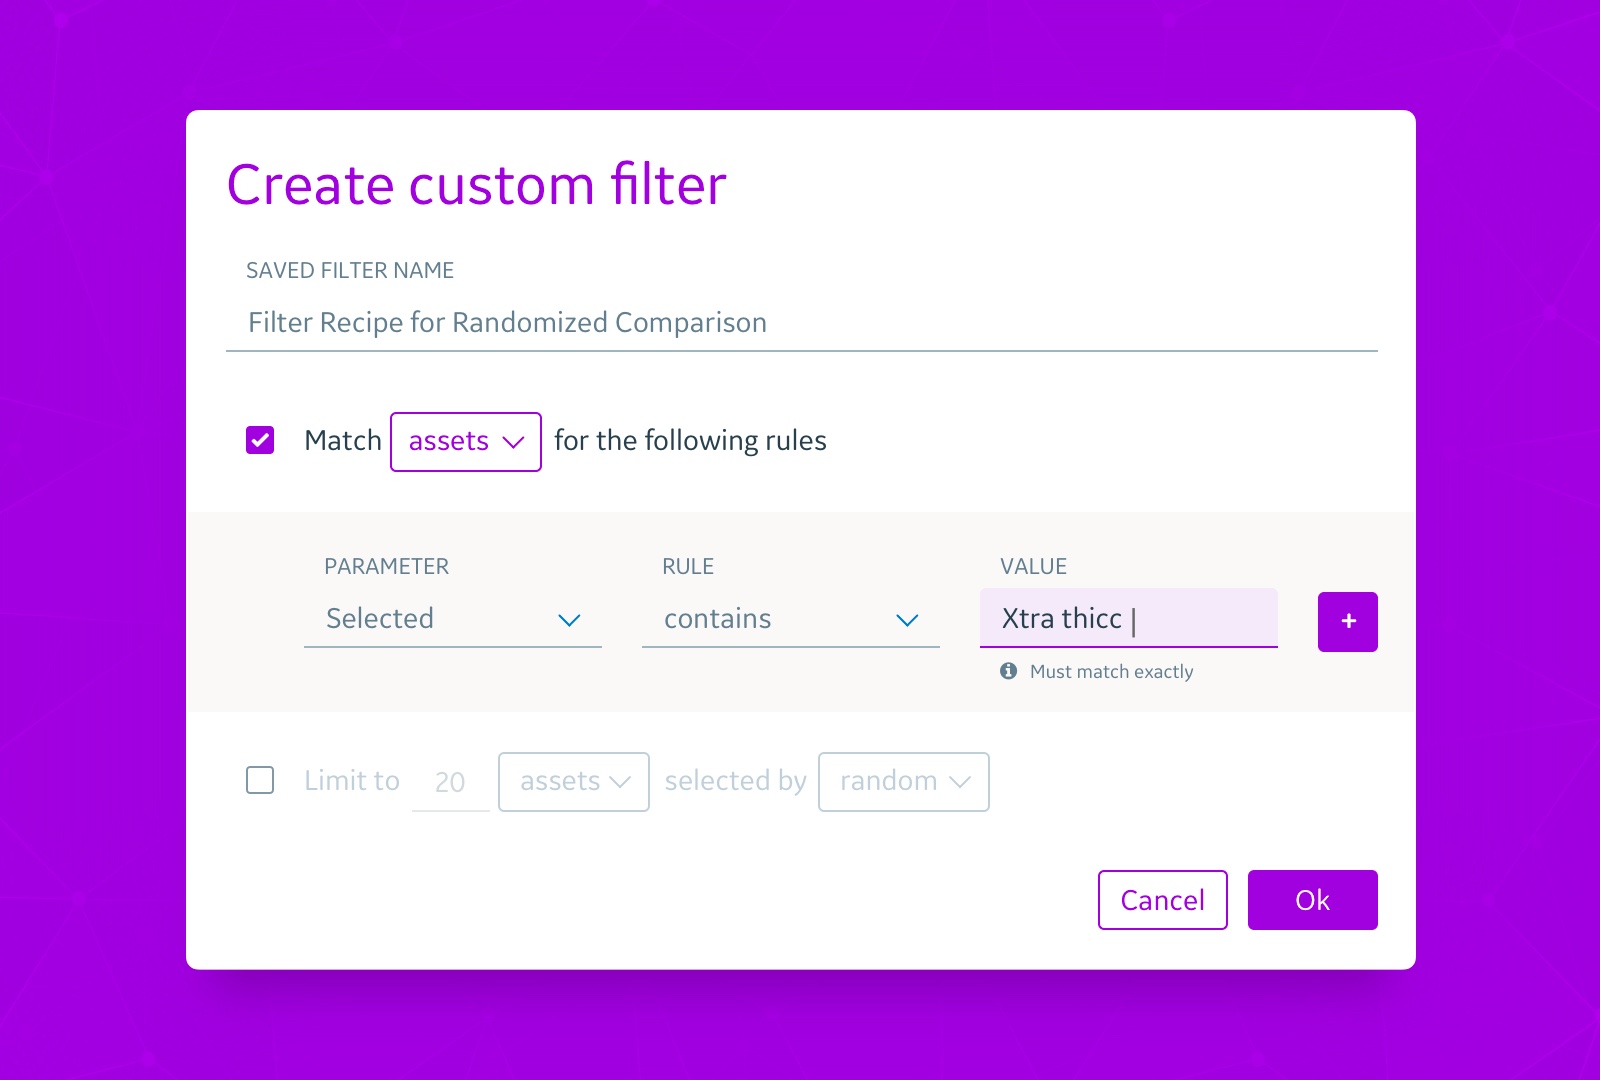 Create custom filter
SAVED FILTER NAME
Filter Recipe for Randomized Comparison
Match assets for the following rules
PARAMETER RULE VALUE
Selected contains Xtra thicc +
Must match exactly
Limit to 20 assets selected by random
Cancel Ok